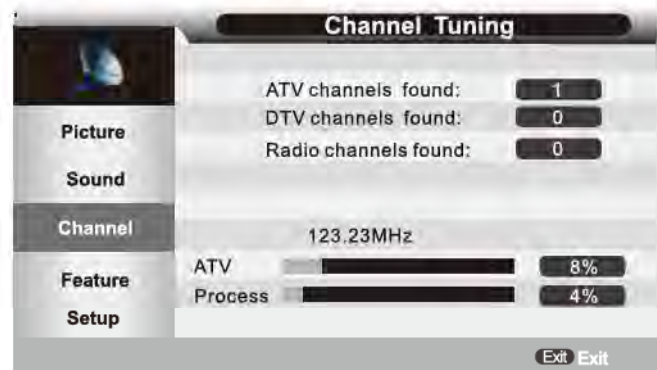 Channel Tuning
ATV channels found: 1
DTV channels found: 0
Radio channels found: 0
Picture
Sound
Channel
Feature
Setup
123.23MHz
ATV 8%
Process 4%
Exit Exit